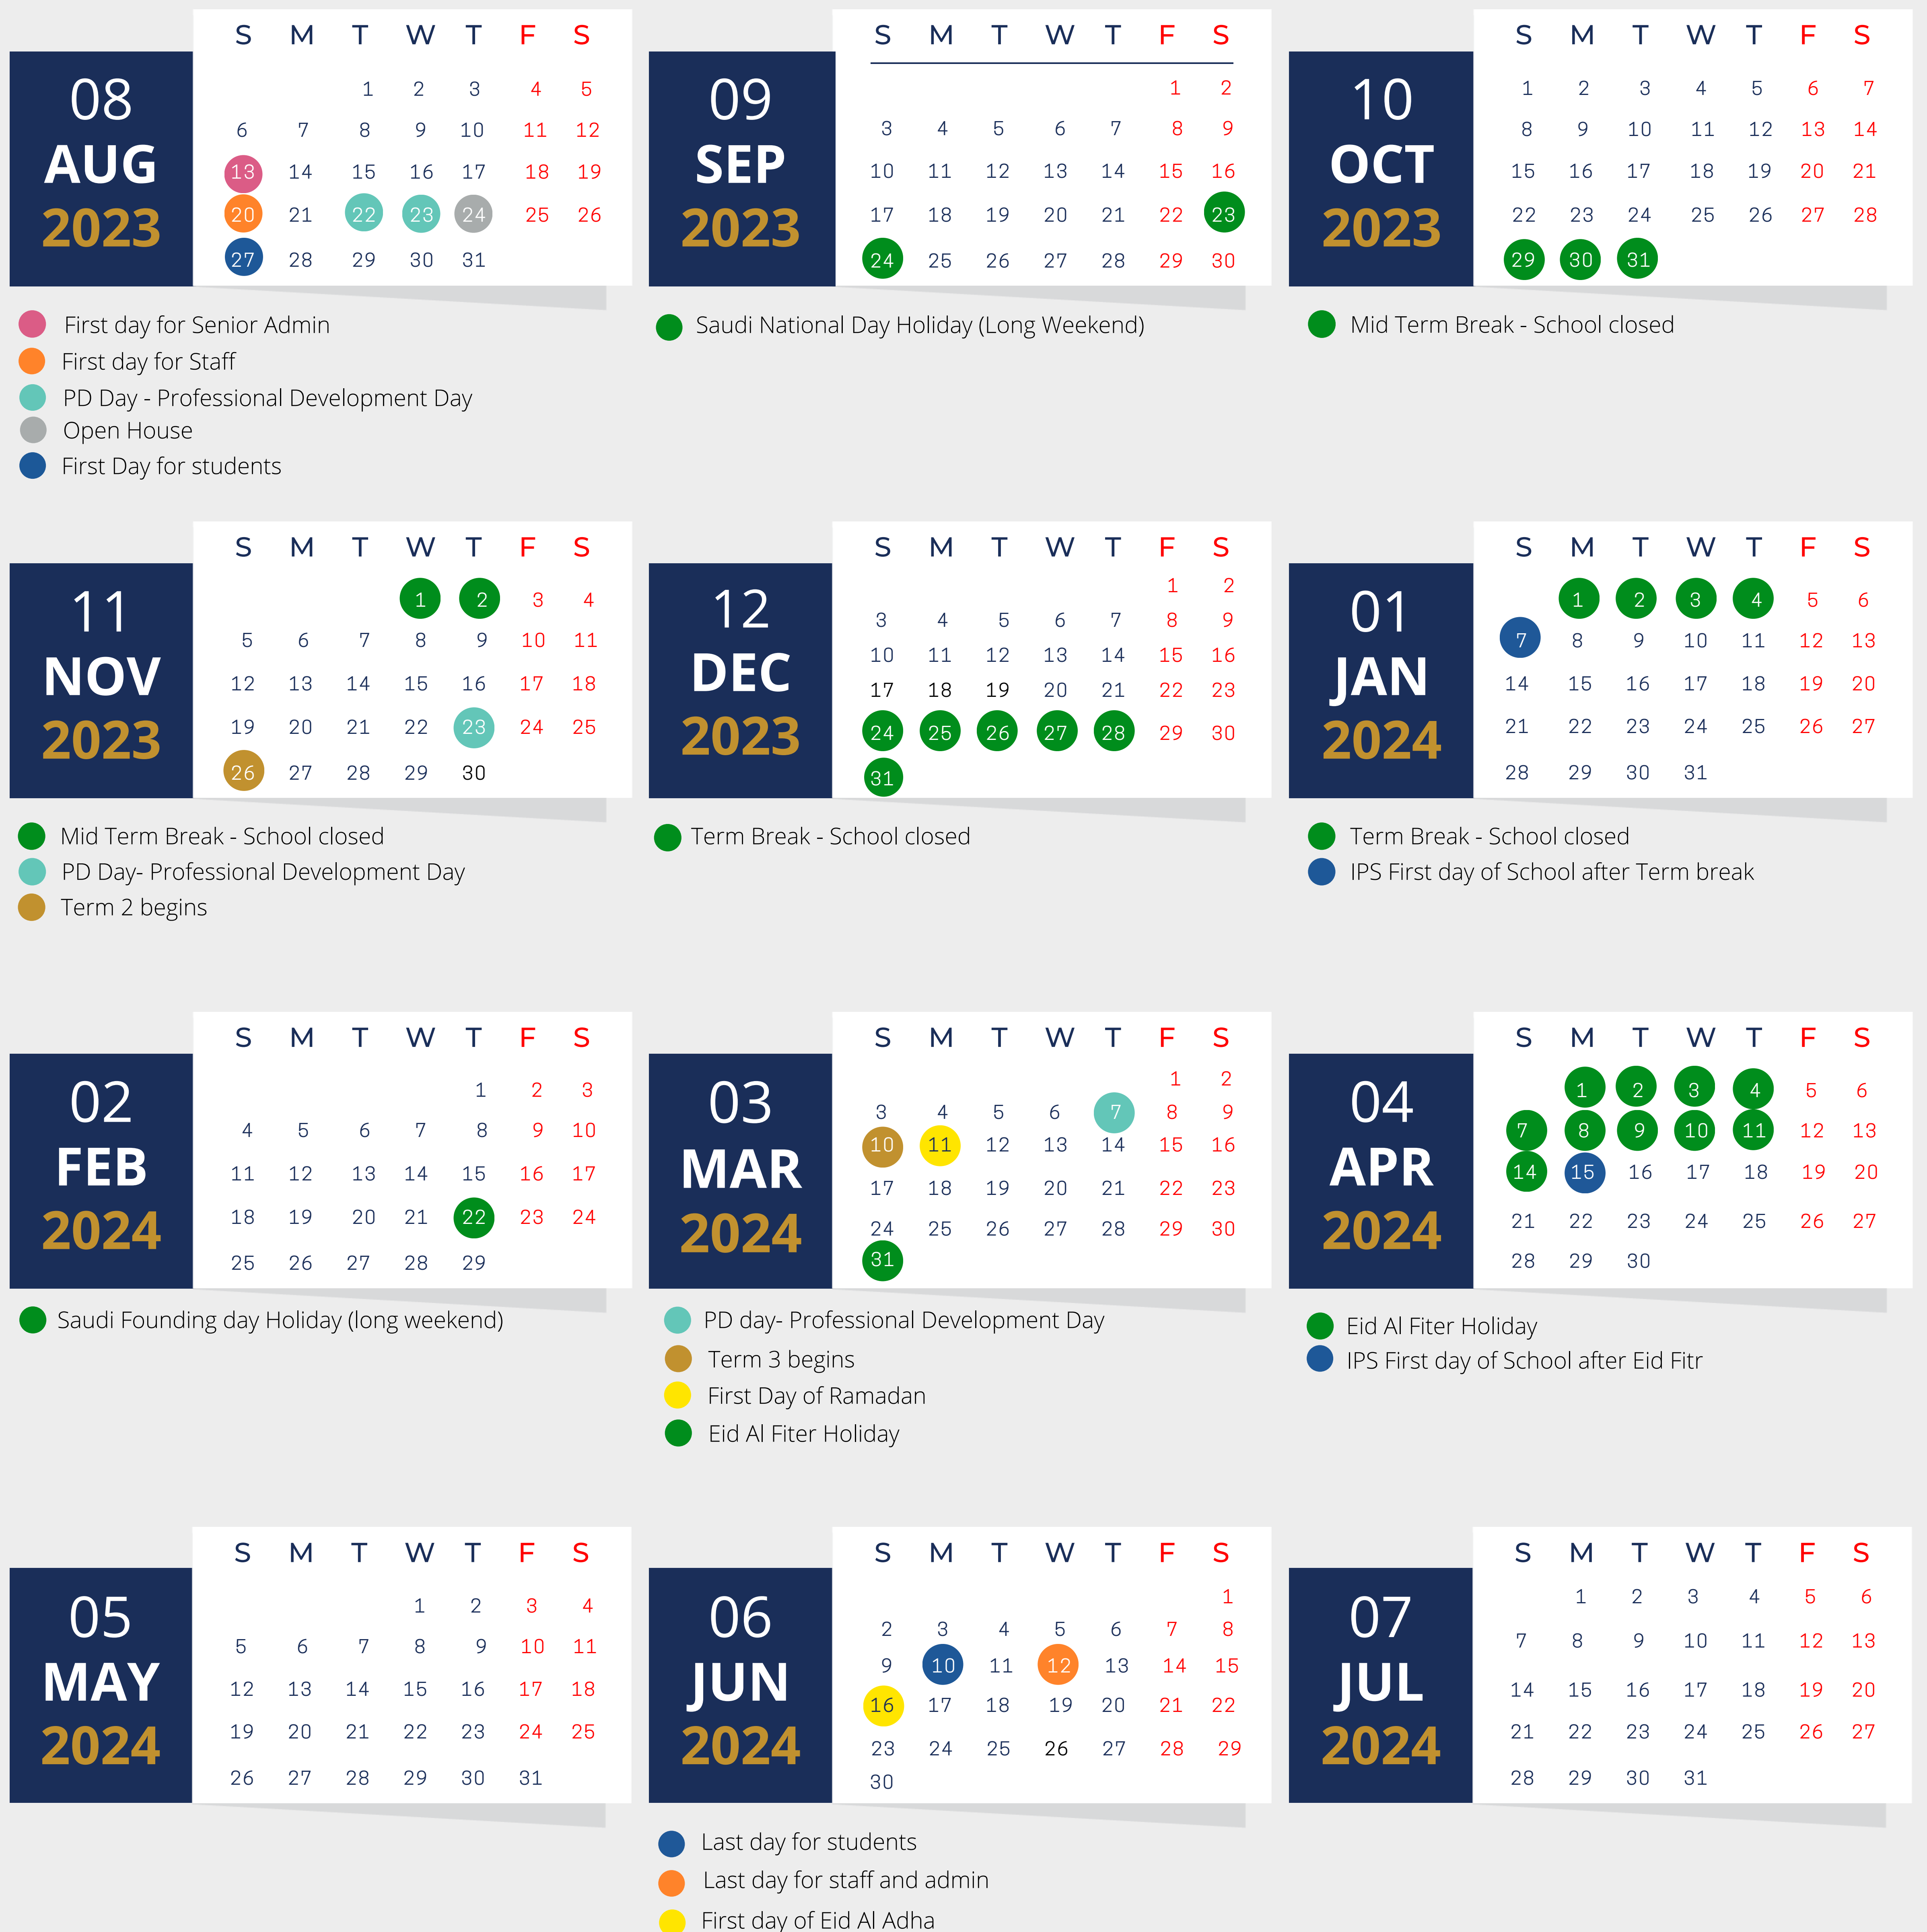 S M T W T F S
08
AUG
2023
1 2 3 4 5
6 7 8 9 10 11 12
13 14 15 16 17 18 19
20 21 22 23 24 25 26
27 28 29 30 31
First day for Senior Admin
First day for Staff
PD Day - Professional Development Day
Open House
First Day for students
S M T W T F S
09
SEP
2023
1 2
3 4 5 6 7 8 9
10 11 12 13 14 15 16
17 18 19 20 21 22 23
24 25 26 27 28 29 30
Saudi National Day Holiday (Long Weekend)
S M T W T F S
10
OCT
2023
1 2 3 4 5 6 7
8 9 10 11 12 13 14
15 16 17 18 19 20 21
22 23 24 25 26 27 28
29 30 31
Mid Term Break - School closed
S M T W T F S
11
NOV
2023
1 2 3 4
5 6 7 8 9 10 11
12 13 14 15 16 17 18
19 20 21 22 23 24 25
26 27 28 29 30
Mid Term Break - School closed
PD Day- Professional Development Day
Term 2 begins
S M T W T F S
12
DEC
2023
1 2
3 4 5 6 7 8 9
10 11 12 13 14 15 16
17 18 19 20 21 22 23
24 25 26 27 28 29 30
31
Term Break - School closed
S M T W T F S
01
JAN
2024
1 2 3 4 5 6
7 8 9 10 11 12 13
14 15 16 17 18 19 20
21 22 23 24 25 26 27
28 29 30 31
Term Break - School closed
IPS First day of School after Term break
S M T W T F S
02
FEB
2024
1 2 3
4 5 6 7 8 9 10
11 12 13 14 15 16 17
18 19 20 21 22 23 24
25 26 27 28 29
Saudi Founding day Holiday (long weekend)
S M T W T F S
03
MAR
2024
1 2
3 4 5 6 7 8 9
10 11 12 13 14 15 16
17 18 19 20 21 22 23
24 25 26 27 28 29 30
31
PD day- Professional Development Day
Term 3 begins
First Day of Ramadan
Eid Al Fiter Holiday
S M T W T F S
04
APR
2024
1 2 3 4 5 6
7 8 9 10 11 12 13
14 15 16 17 18 19 20
21 22 23 24 25 26 27
28 29 30
Eid Al Fiter Holiday
IPS First day of School after Eid Fitr
S M T W T F S
05
MAY
2024
1 2 3 4
5 6 7 8 9 10 11
12 13 14 15 16 17 18
19 20 21 22 23 24 25
26 27 28 29 30 31
S M T W T F S
06
JUN
2024
1
2 3 4 5 6 7 8
9 10 11 12 13 14 15
16 17 18 19 20 21 22
23 24 25 26 27 28 29
30
Last day for students
Last day for staff and admin
First day of Eid Al Adha
S M T W T F S
07
JUL
2024
1 2 3 4 5 6
7 8 9 10 11 12 13
14 15 16 17 18 19 20
21 22 23 24 25 26 27
28 29 30 31